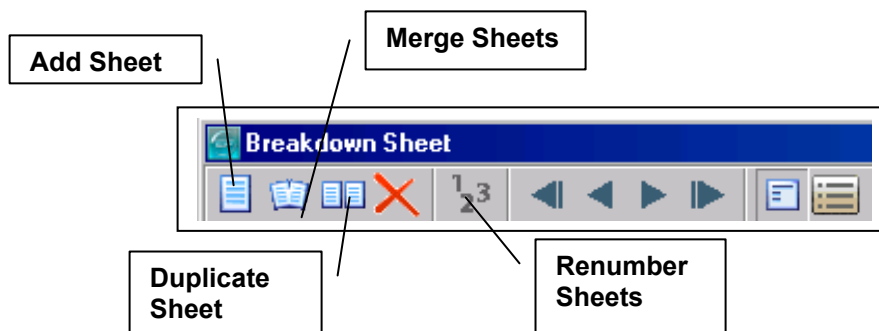 Merge Sheets
Add Sheet
Breakdown Sheet
1 2 3
Duplicate
Sheet
Renumber
Sheets